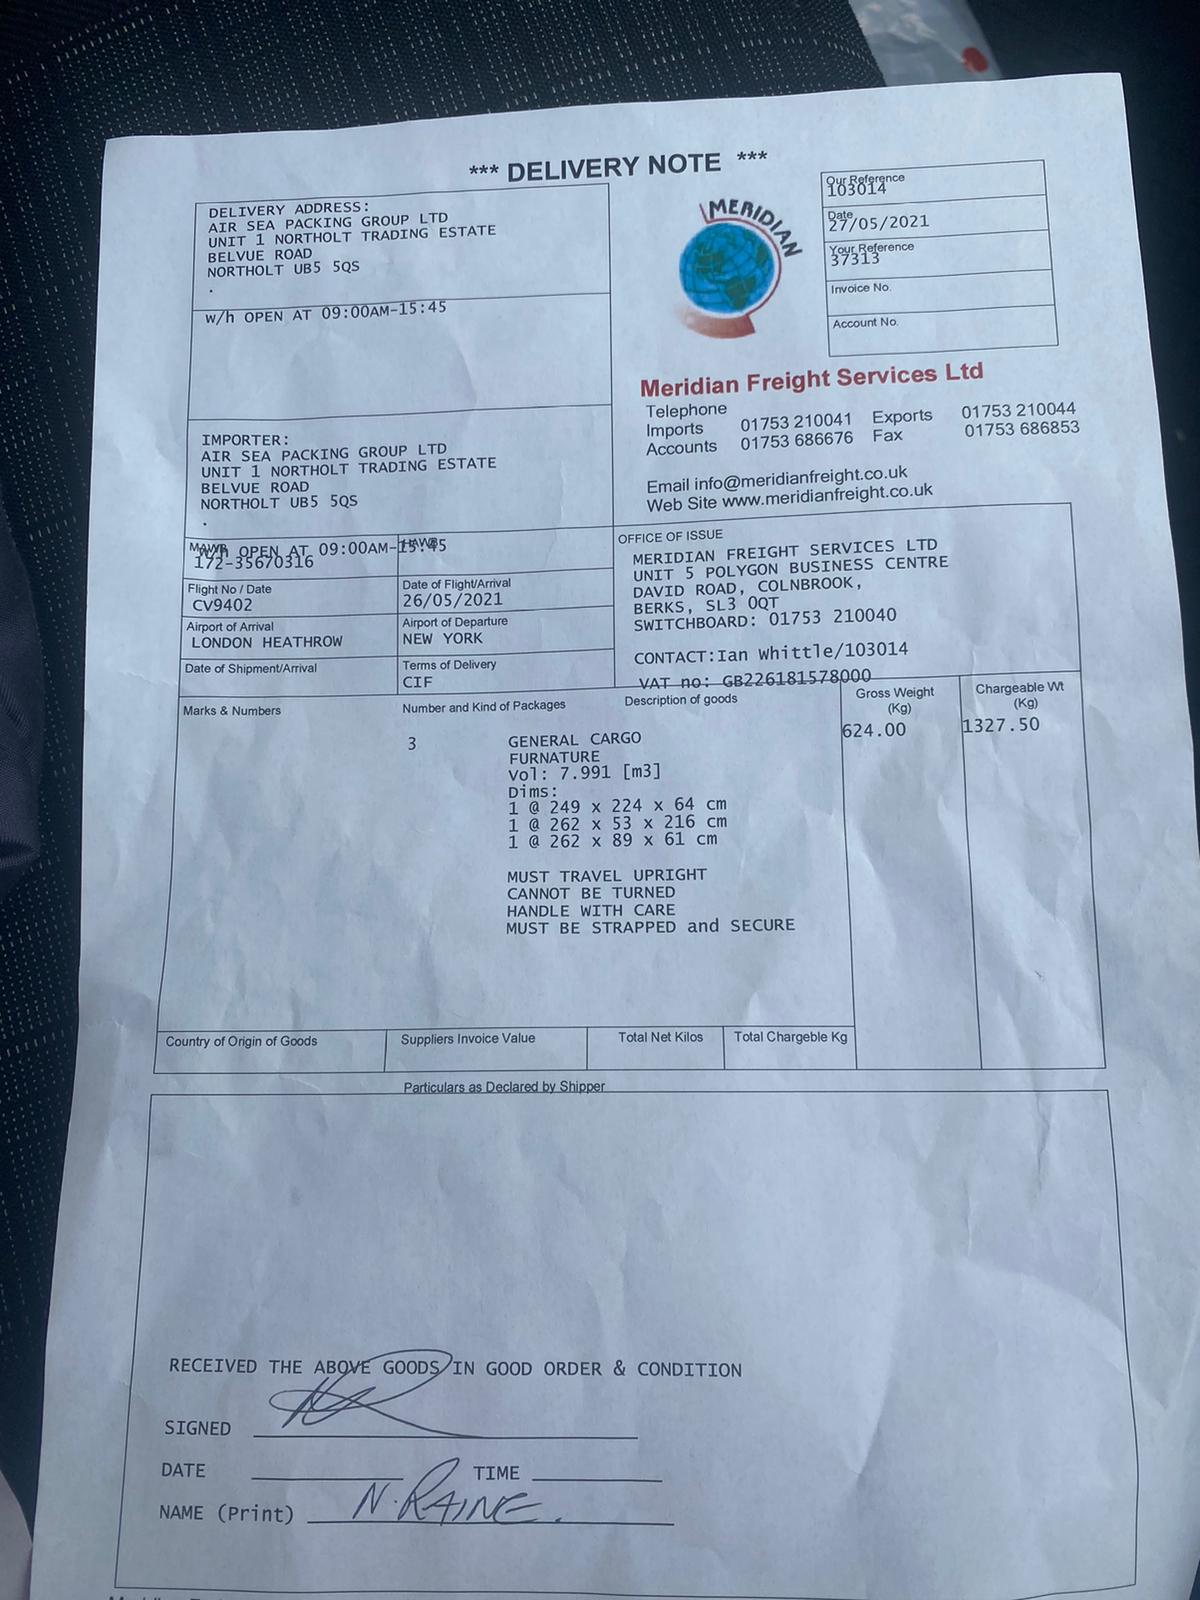 *** DELIVERY NOTE ***
DELIVERY ADDRESS:
AIR SEA PACKING GROUP LTD
UNIT 1 NORTHOLT TRADING ESTATE
BELVUE ROAD
NORTHOLT UB5 5QS
.
w/h OPEN AT 09:00AM-15:45
MERIDIAN
Our Reference
103014
Date
27/05/2021
Your Reference
37313
Invoice No.
Account No.
Meridian Freight Services Ltd
Telephone
Imports 01753 210041 Exports 01753 210044
Accounts 01753 686676 Fax 01753 686853
Email info@meridianfreight.co.uk
Web Site www.meridianfreight.co.uk
IMPORTER:
AIR SEA PACKING GROUP LTD
UNIT 1 NORTHOLT TRADING ESTATE
BELVUE ROAD
NORTHOLT UB5 5QS
.
w/h OPEN AT 09:00AM-15:45
MAWB
HAWB
172-35670316
Flight No / Date
CV9402
Date of Flight/Arrival
26/05/2021
Airport of Arrival
LONDON HEATHROW
Airport of Departure
NEW YORK
Date of Shipment/Arrival
Terms of Delivery
CIF
OFFICE OF ISSUE
MERIDIAN FREIGHT SERVICES LTD
UNIT 5 POLYGON BUSINESS CENTRE
DAVID ROAD, COLNBROOK,
BERKS, SL3 0QT
SWITCHBOARD: 01753 210040
CONTACT:Ian Whittle/103014
VAT no: GB226181578000
Marks & Numbers
Number and Kind of Packages
Description of goods
Gross Weight
(Kg)
Chargeable Wt
(Kg)
3
GENERAL CARGO
FURNATURE
Vol: 7.991 [m3]
Dims:
1 @ 249 x 224 x 64 cm
1 @ 262 x 53 x 216 cm
1 @ 262 x 89 x 61 cm
MUST TRAVEL UPRIGHT
CANNOT BE TURNED
HANDLE WITH CARE
MUST BE STRAPPED and SECURE
624.00
1327.50
Country of Origin of Goods
Suppliers Invoice Value
Total Net Kilos
Total Chargeble Kg
Particulars as Declared by Shipper
RECEIVED THE ABOVE GOODS IN GOOD ORDER & CONDITION
SIGNED
DATE TIME
NAME (Print) N. RAINE.